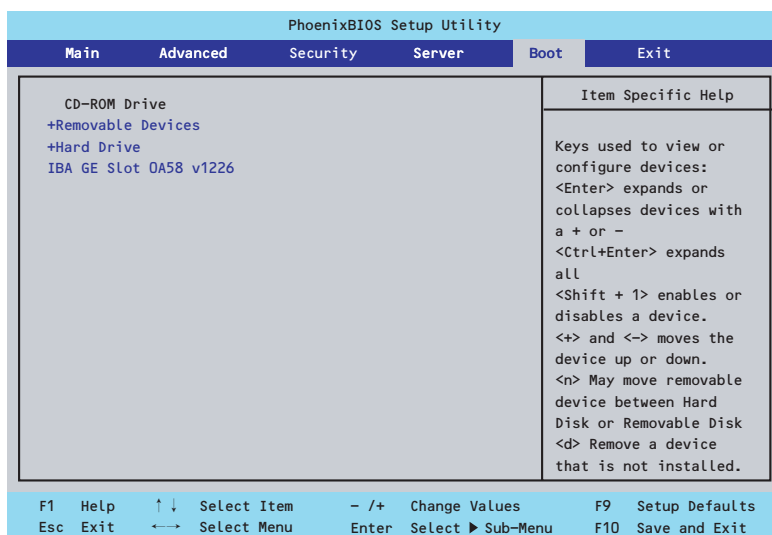 PhoenixBIOS Setup Utility
Main Advanced Security Server Boot Exit
CD-ROM Drive
+Removable Devices
+Hard Drive
IBA GE Slot OA58 v1226
Item Specific Help
Keys used to view or
configure devices:
<Enter> expands or
collapses devices with
a + or −
<Ctrl+Enter> expands
all
<Shift + 1> enables or
disables a device.
<+> and <−> moves the
device up or down.
<n> May move removable
device between Hard
Disk or Removable Disk
<d> Remove a device
that is not installed.
F1 Help ↑↓ Select Item − /+ Change Values F9 Setup Defaults
Esc Exit ←→ Select Menu Enter Select ▶ Sub−Menu F10 Save and Exit